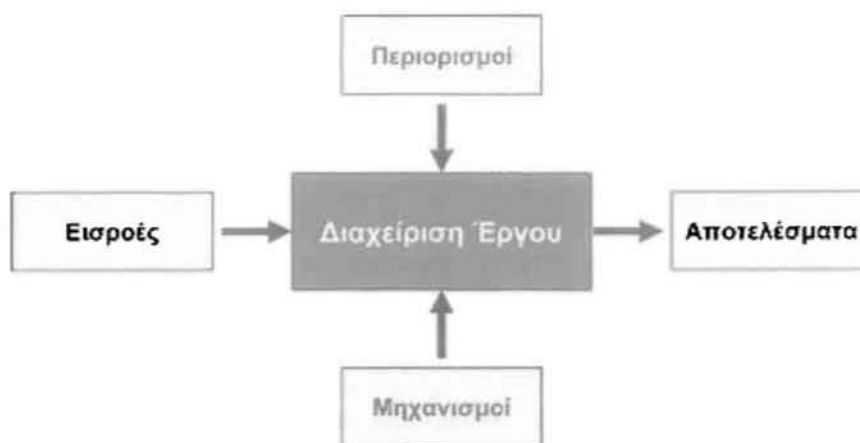 Περιορισμοί
Εισροές
Διαχείριση Έργου
Αποτελέσματα
Μηχανισμοί